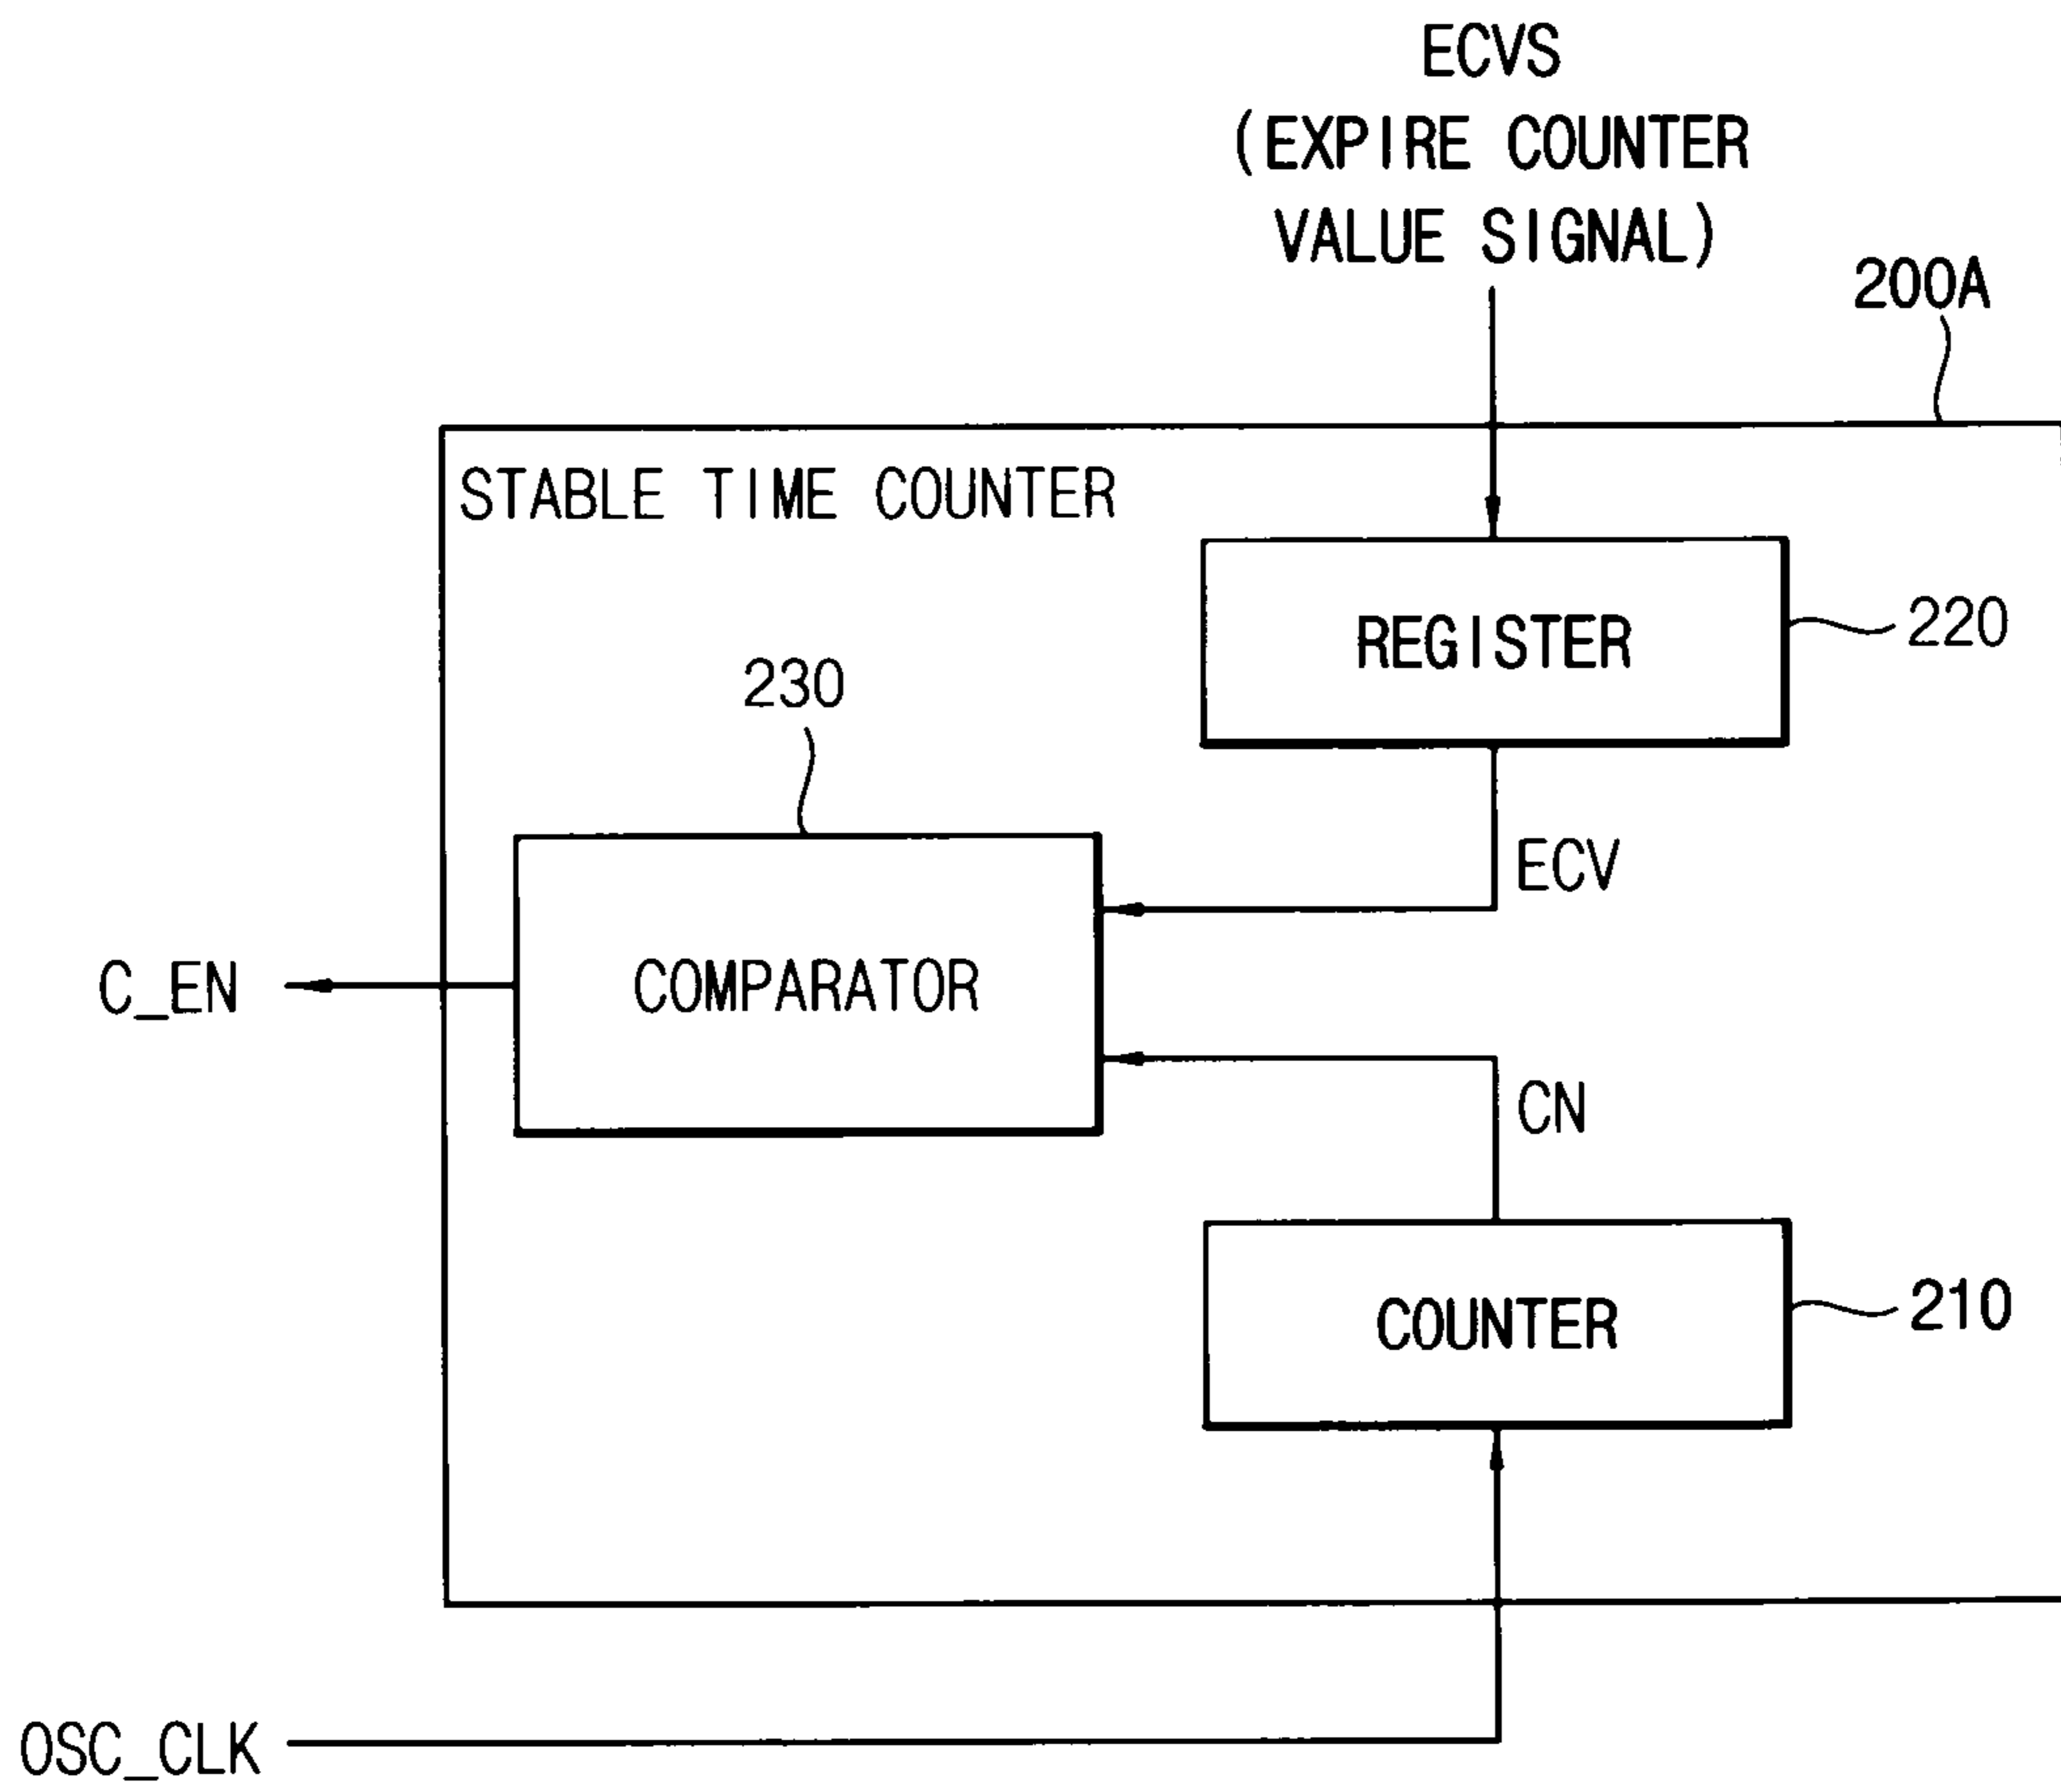 ECVS
(EXPIRE COUNTER
VALUE SIGNAL)
200A
STABLE TIME COUNTER
REGISTER
220
230
ECV
COMPARATOR
C_EN
CN
COUNTER
210
OSC_CLK